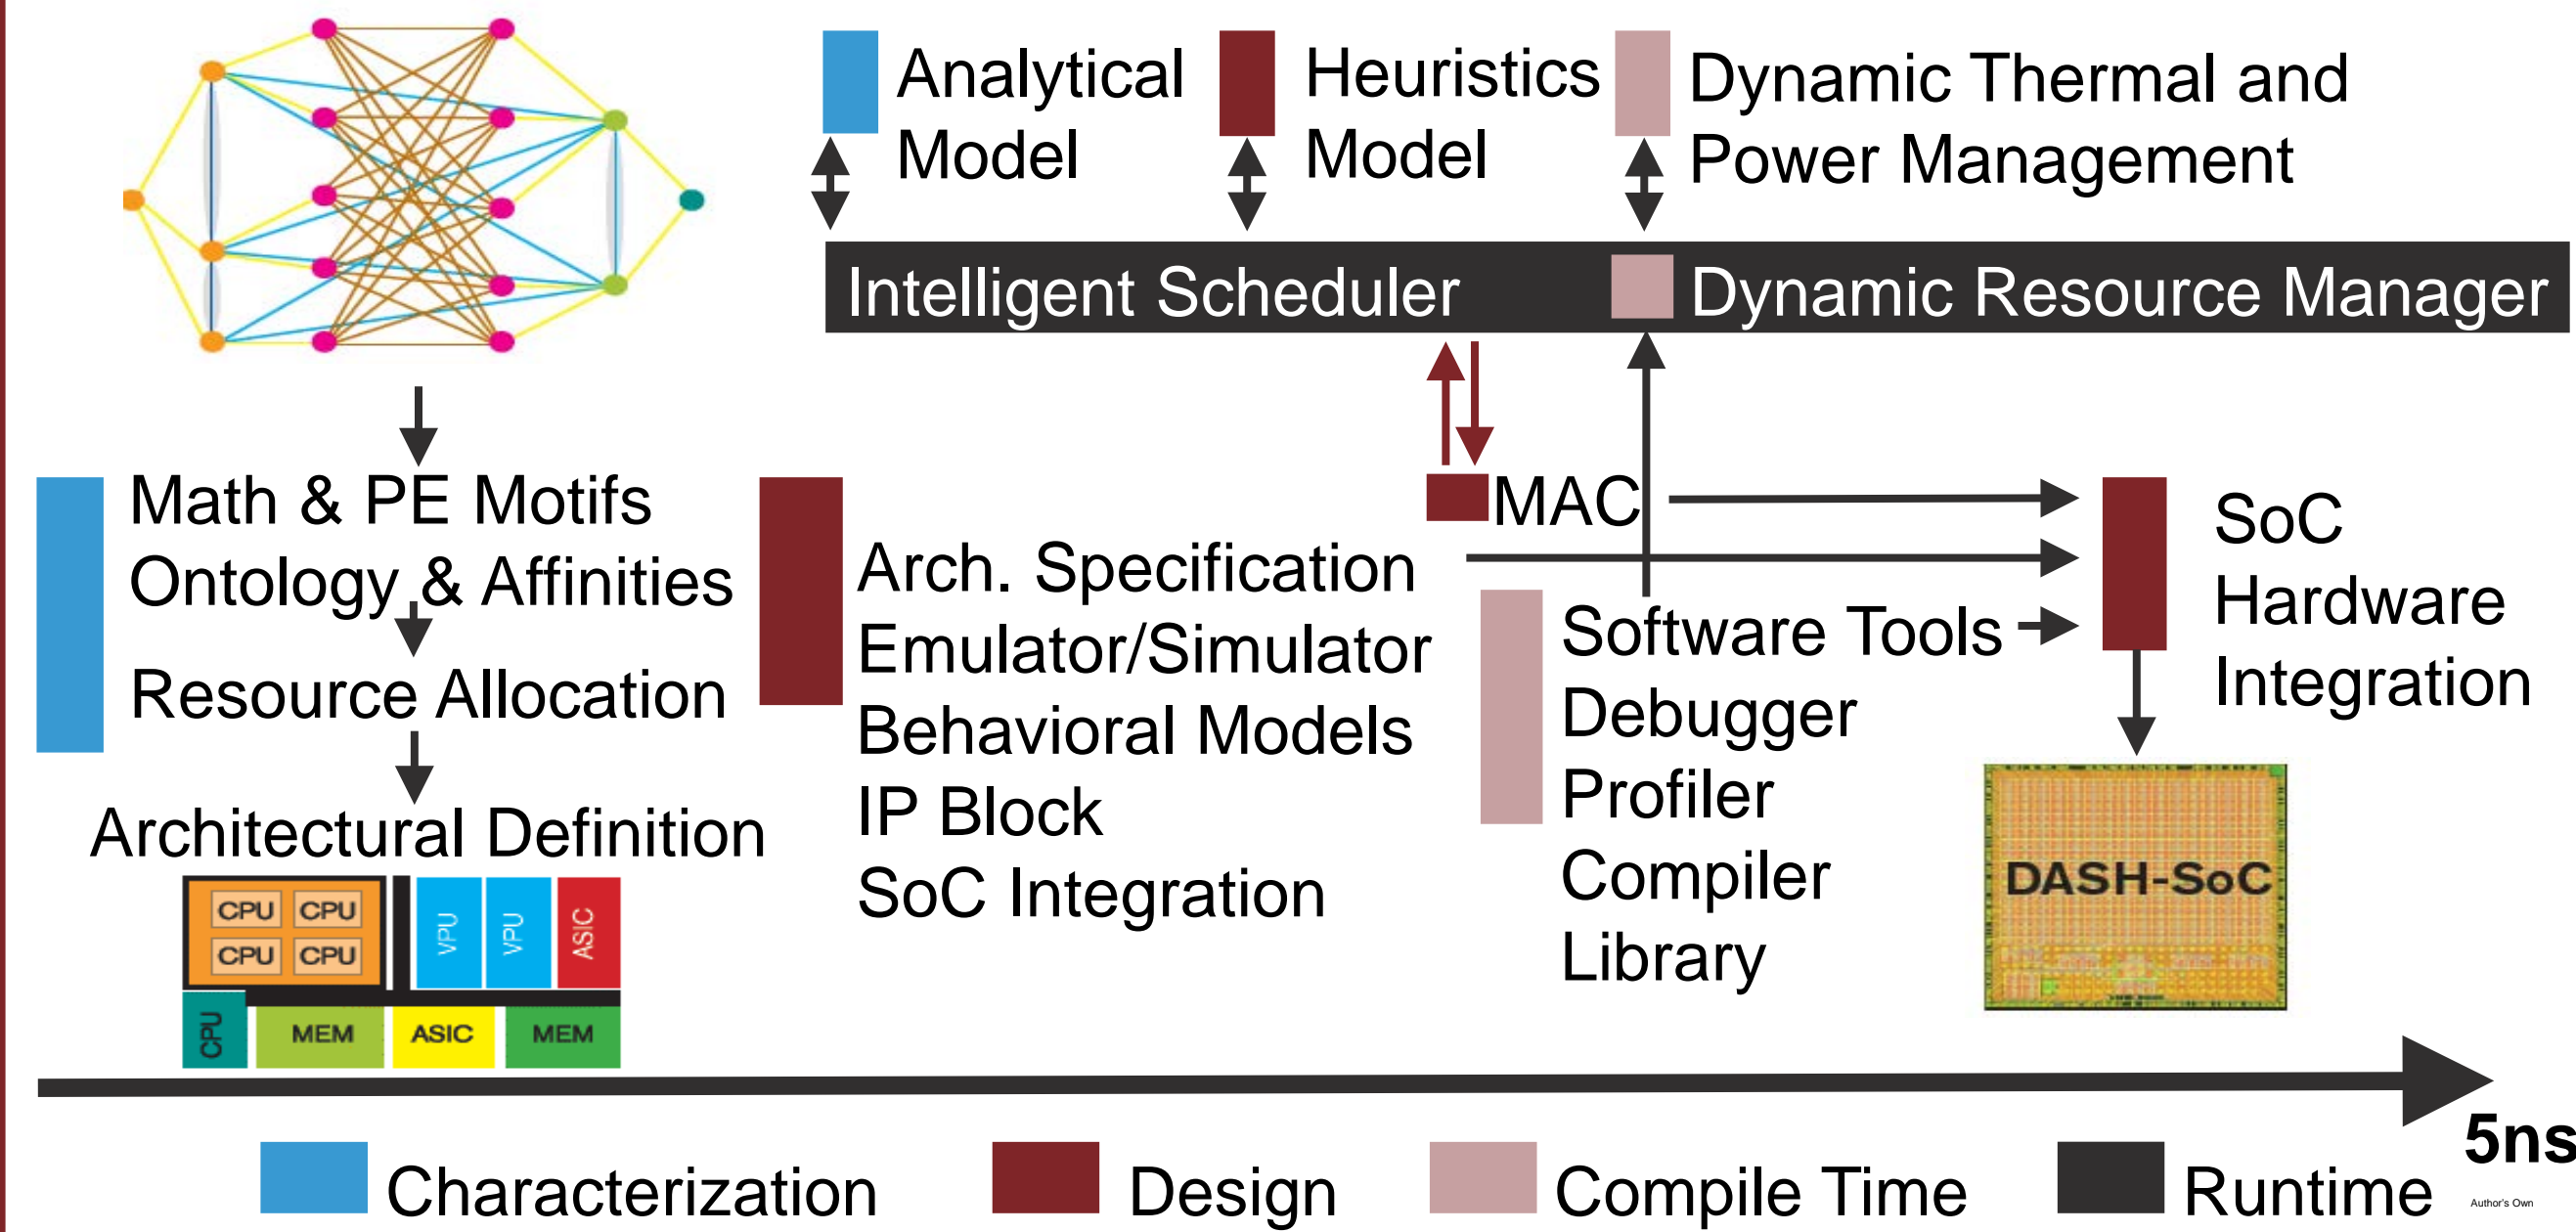 Analytical
Model
Heuristics
Model
Dynamic Thermal and
Power Management
Intelligent Scheduler
Dynamic Resource Manager
Math & PE Motifs
Ontology & Affinities
Resource Allocation
Architectural Definition
CPU CPU
CPU CPU
VPU
VPU
ASIC
CPU
MEM
ASIC
MEM
Arch. Specification
Emulator/Simulator
Behavioral Models
IP Block
SoC Integration
MAC
Software Tools
Debugger
Profiler
Compiler
Library
SoC
Hardware
Integration
DASH-SoC
5ns
Characterization
Design
Compile Time
Runtime
Author's Own